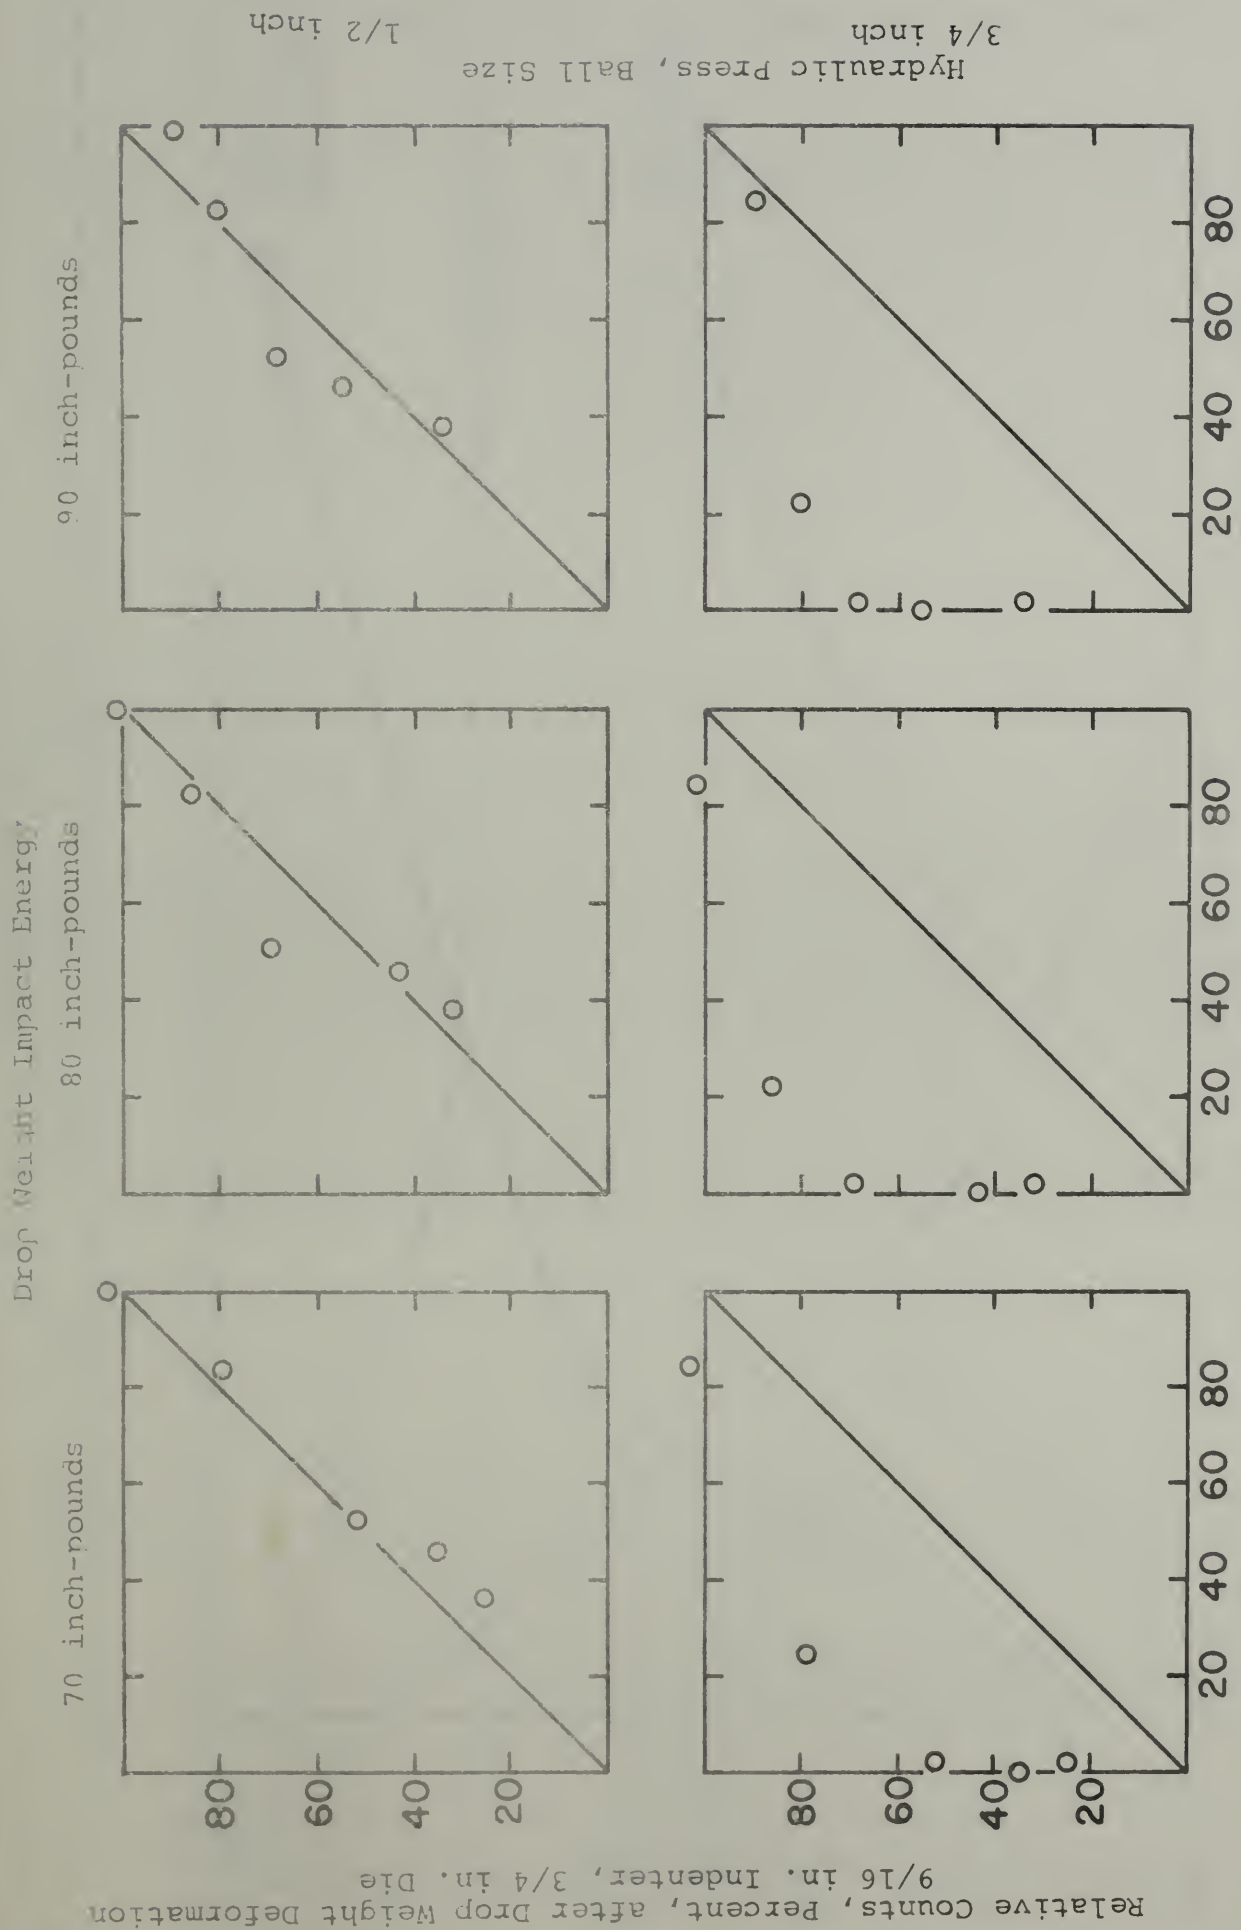 Drop Weight Impact Energy
70 inch-pounds
80 inch-pounds
90 inch-pounds
Relative Counts, Percent, after Drop Weight Deformation
9/16 in. Indenter, 3/4 in. Die
80
60
40
20
80
60
40
20
20
40
60
80
20
40
60
80
20
40
60
80
Hydraulic Press, Ball Size
1/2 inch
3/4 inch